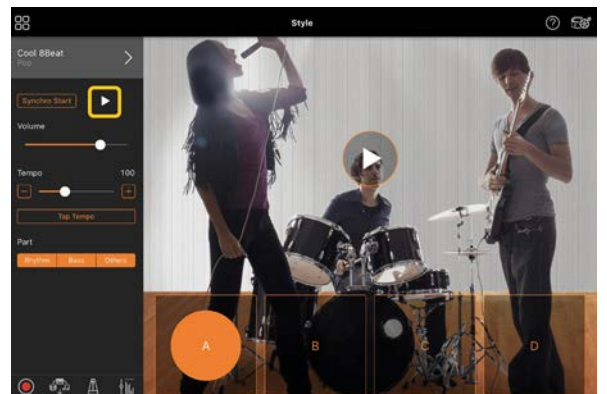 Style
?
Cool 8Beat
Pop
Synchro Start
Volume
Tempo 100
Tap Tempo
Part
Rhythm Bass Others
A B C D